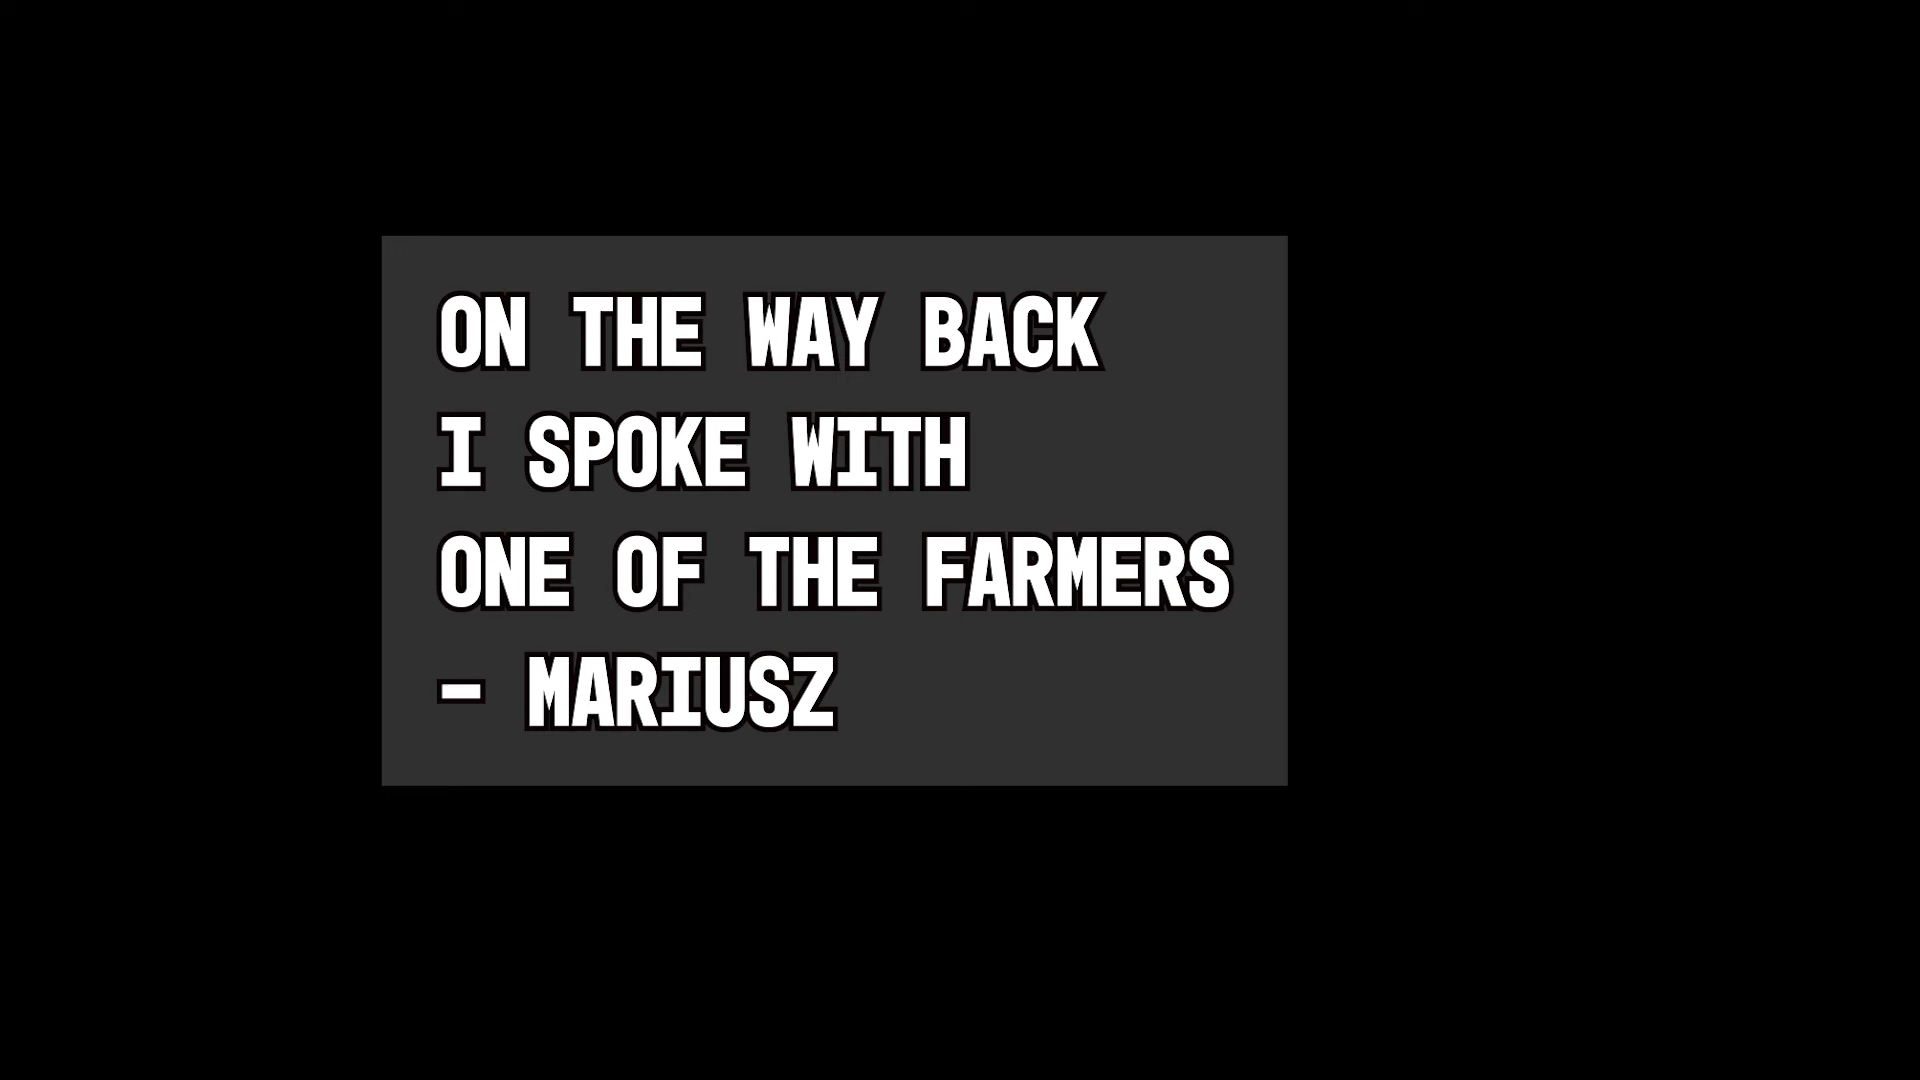 ON THE WAY BACK
I SPOKE WITH
ONE OF THE FARMERS
- MARIUSZ